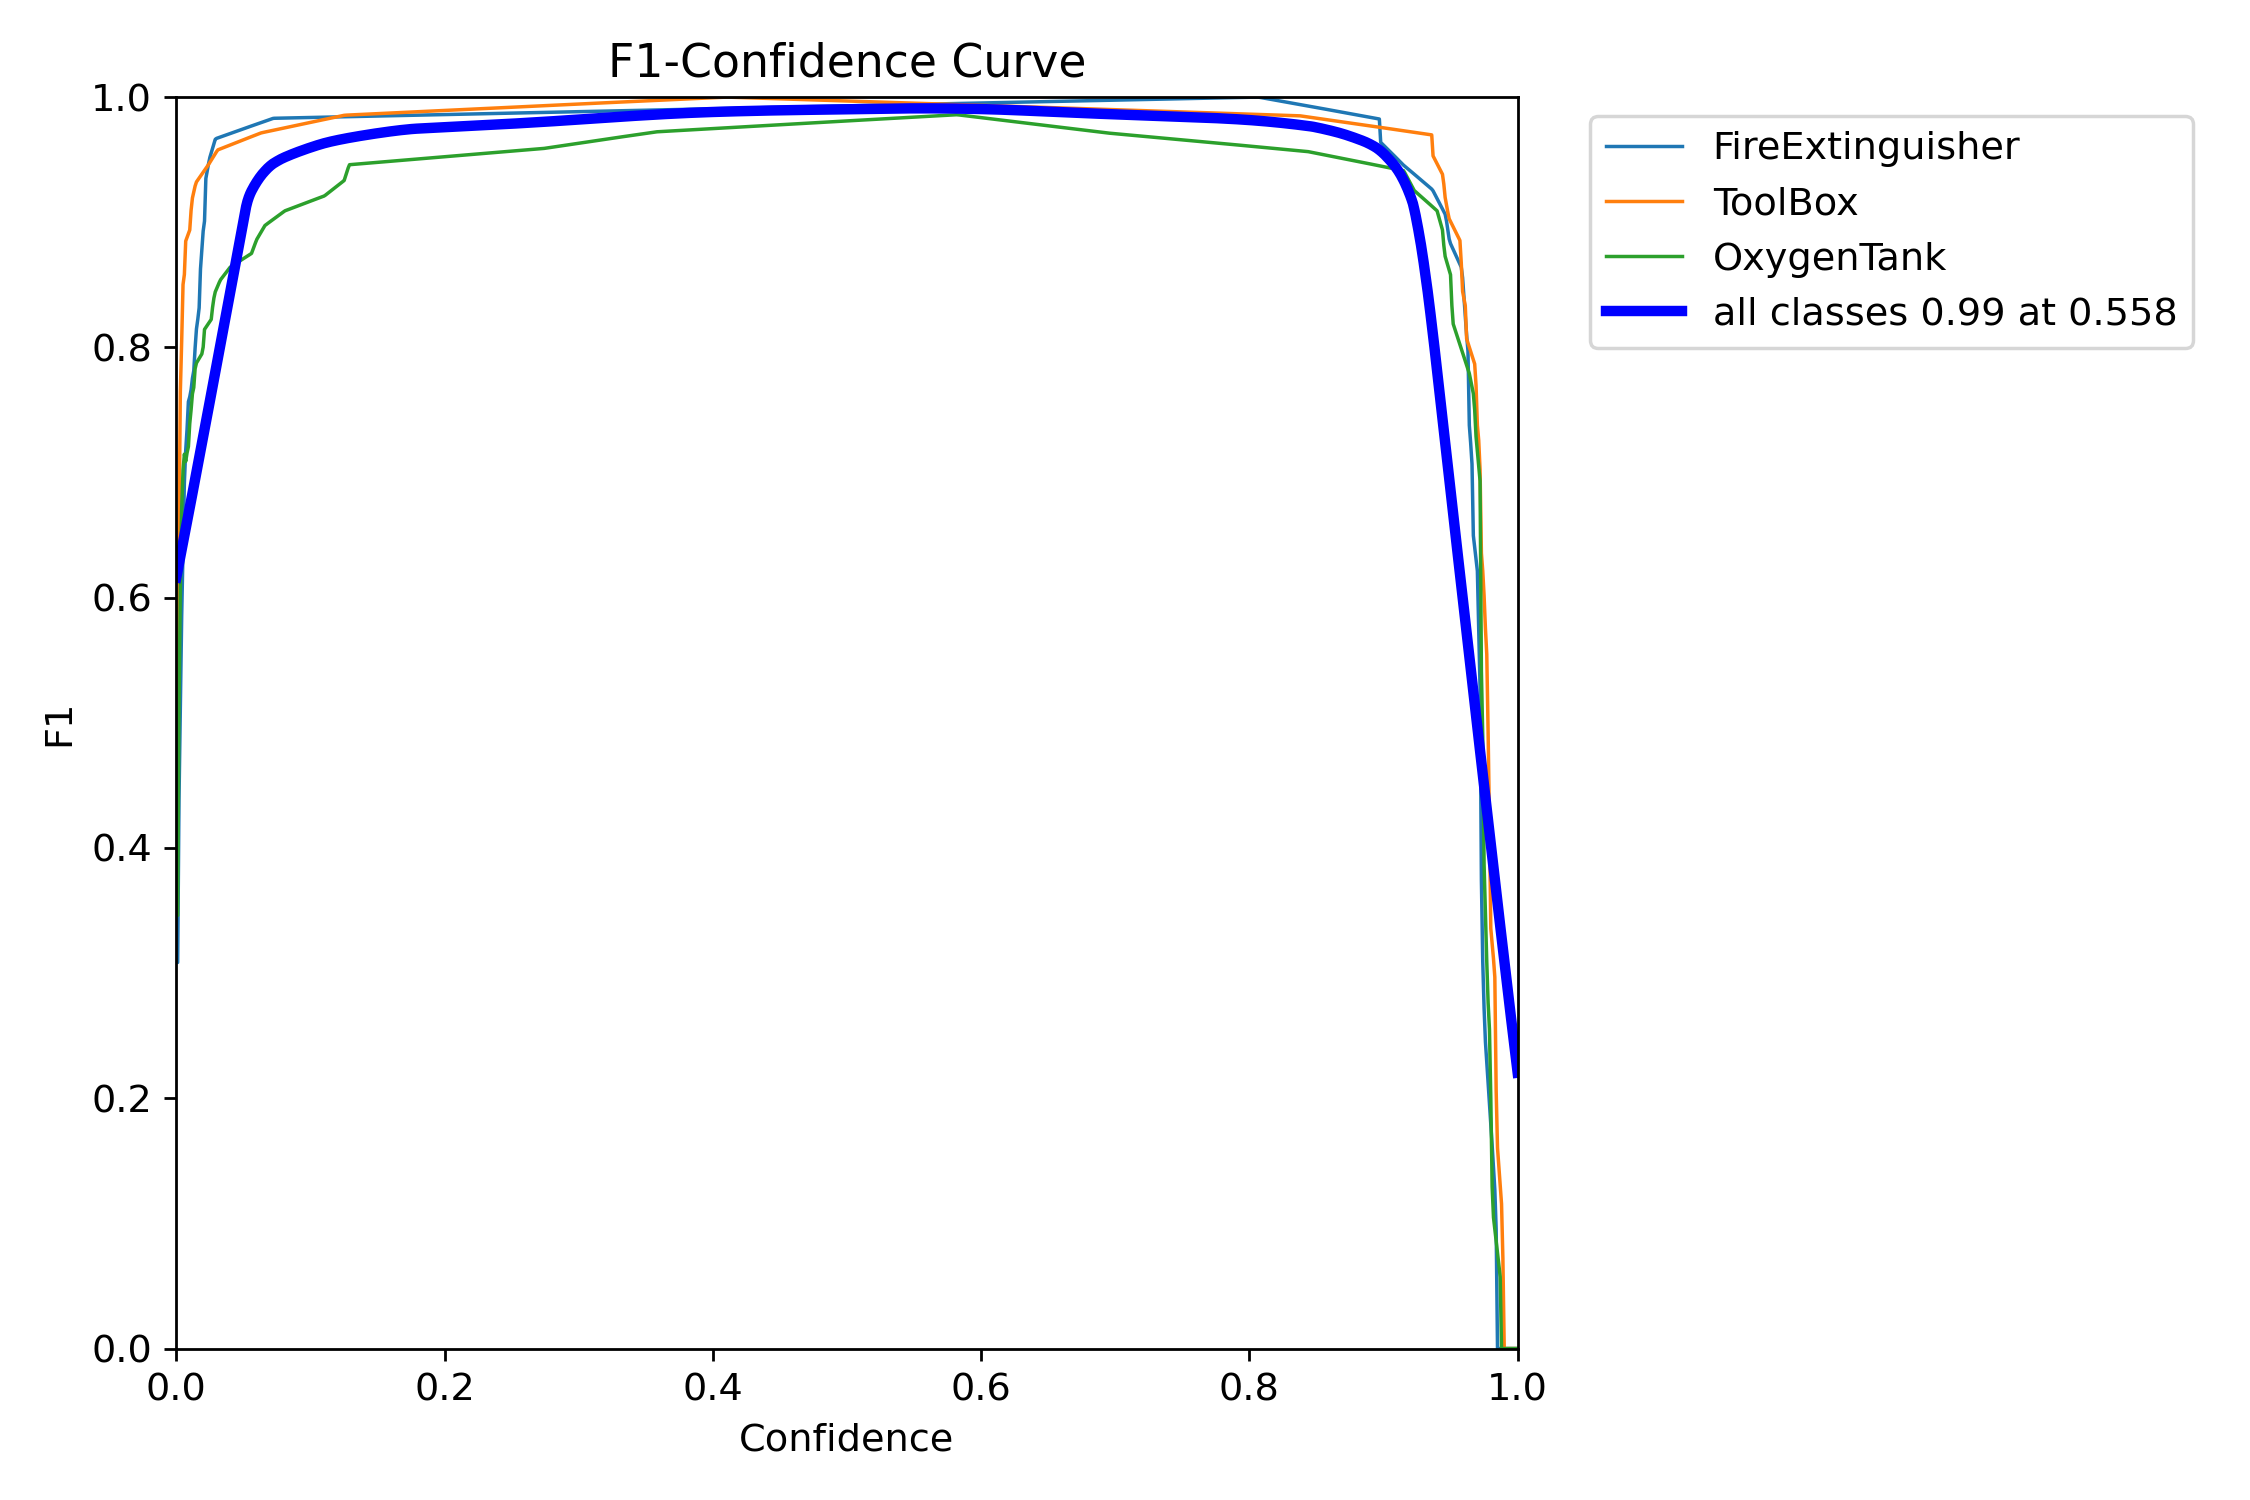 F1-Confidence Curve
1.0
0.8
0.6
0.4
0.2
0.0
F1
0.0 0.2 0.4 0.6 0.8 1.0
Confidence
FireExtinguisher
ToolBox
OxygenTank
all classes 0.99 at 0.558